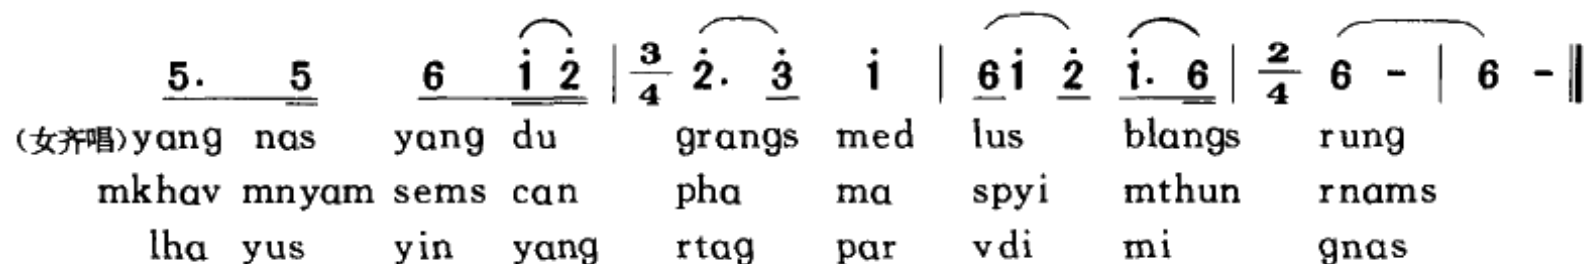 5. 5 6 i̇ 2̇ | 3/4 2̇. 3̇ i̇ | 6 i̇ 2̇ i̇. 6 | 2/4 6 - | 6 - ‖
(女齐唱)yang nas yang du grangs med lus blangs rung
mkhav mnyam sems can pha ma spyi mthun rnams
lha yus yin yang rtag par vdi mi gnas